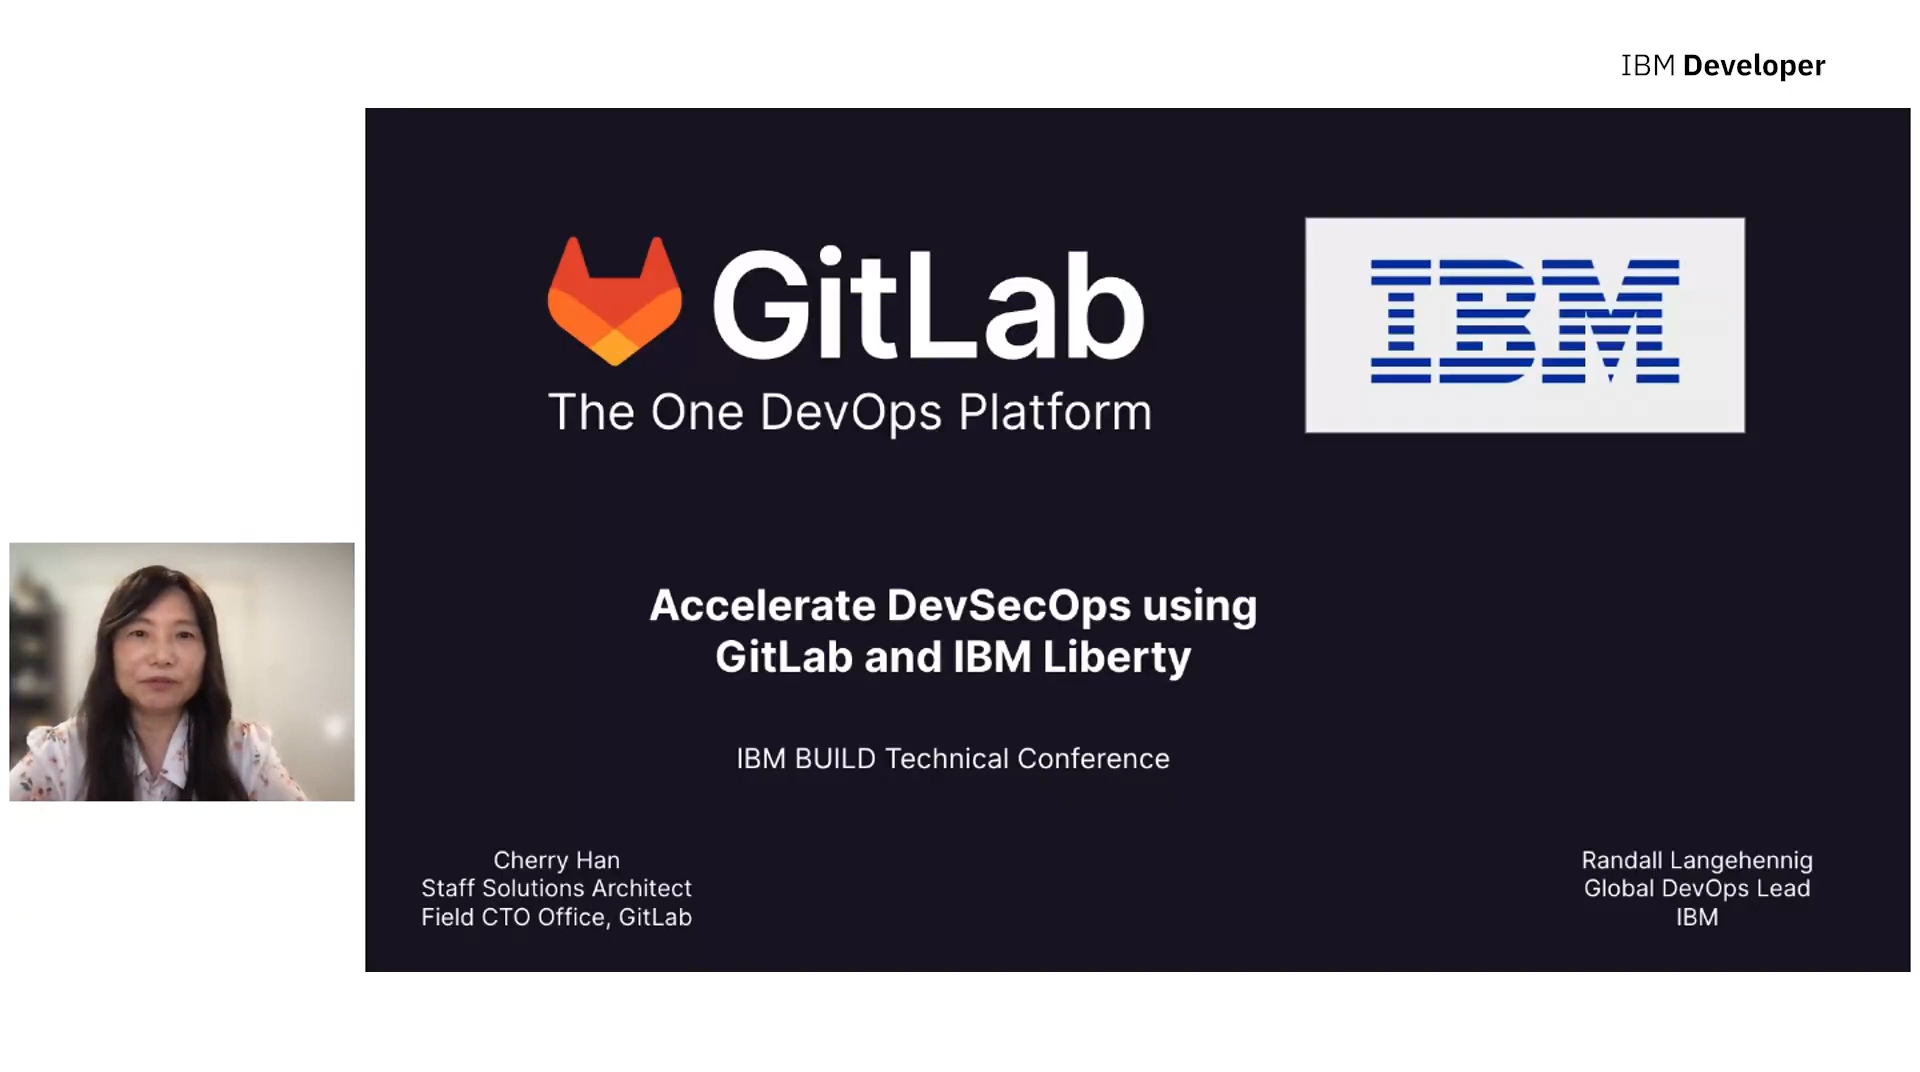 IBM Developer
GitLab
The One DevOps Platform
IBM
Accelerate DevSecOps using
GitLab and IBM Liberty
IBM BUILD Technical Conference
Cherry Han
Staff Solutions Architect
Field CTO Office, GitLab
Randall Langehennig
Global DevOps Lead
IBM